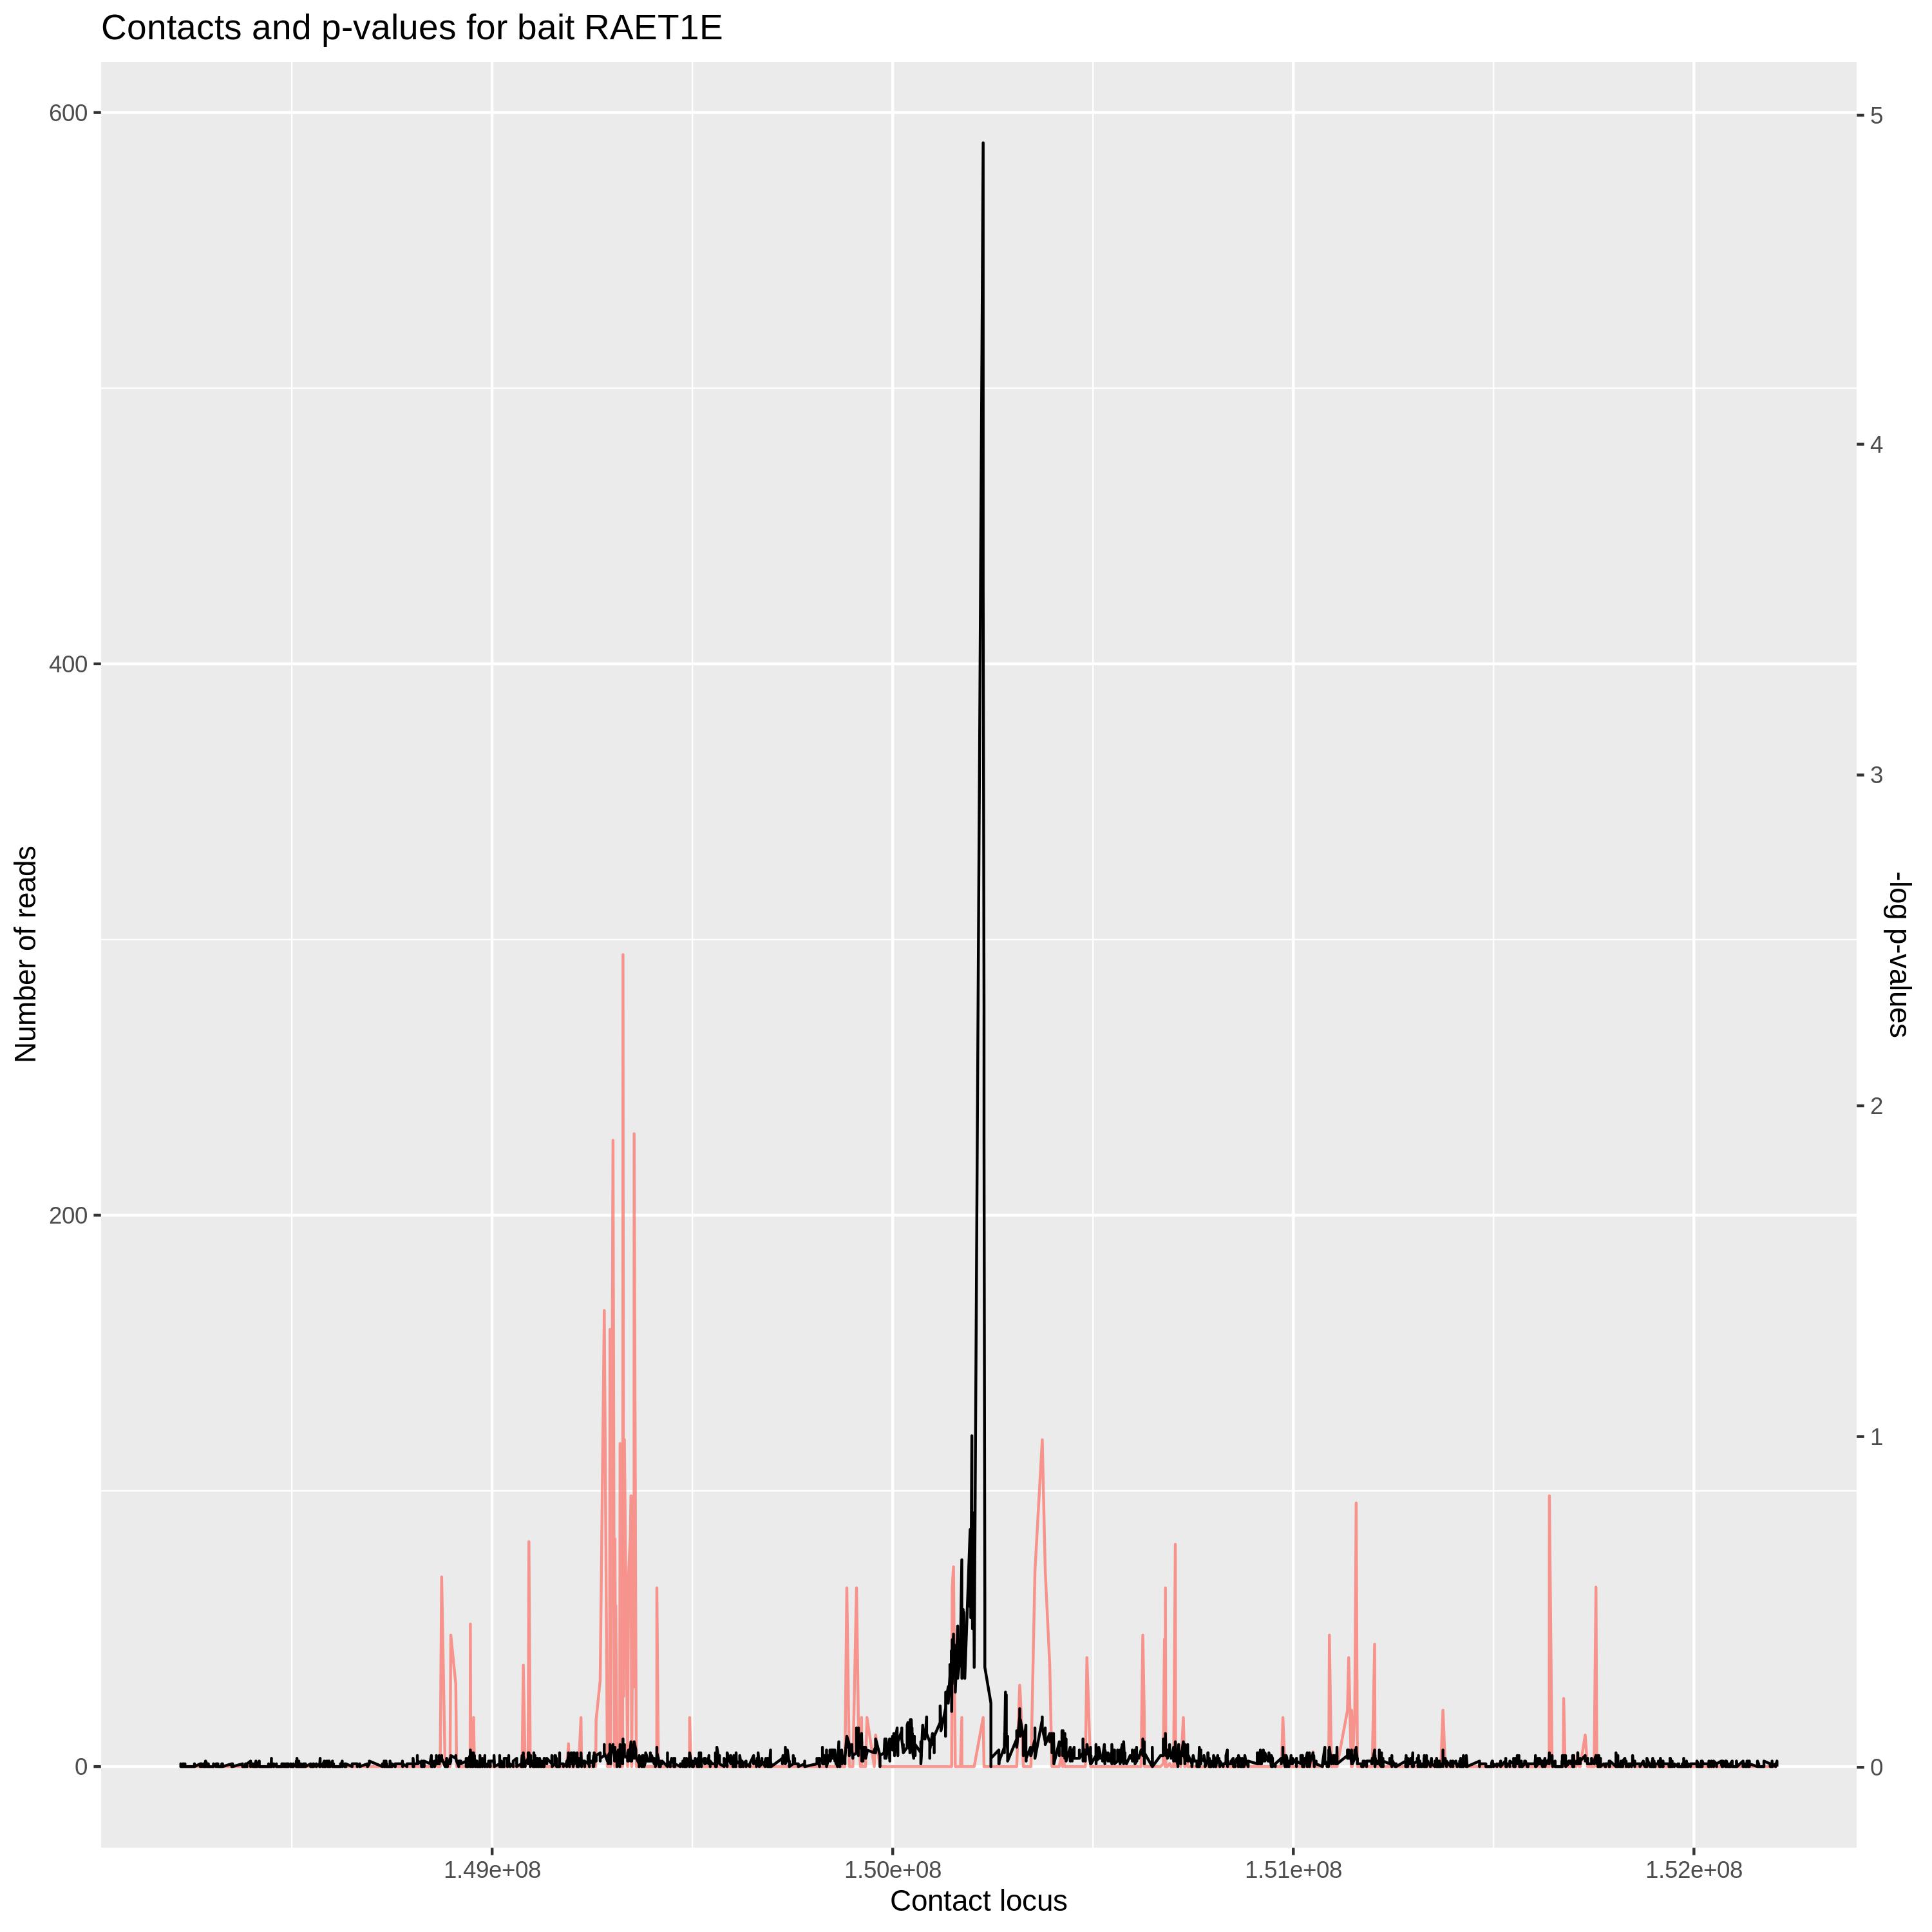 Contacts and p-values for bait RAET1E
600
400
200
0
Number of reads
5
4
3
2
1
0
-log p-values
1.49e+08
1.50e+08
1.51e+08
1.52e+08
Contact locus